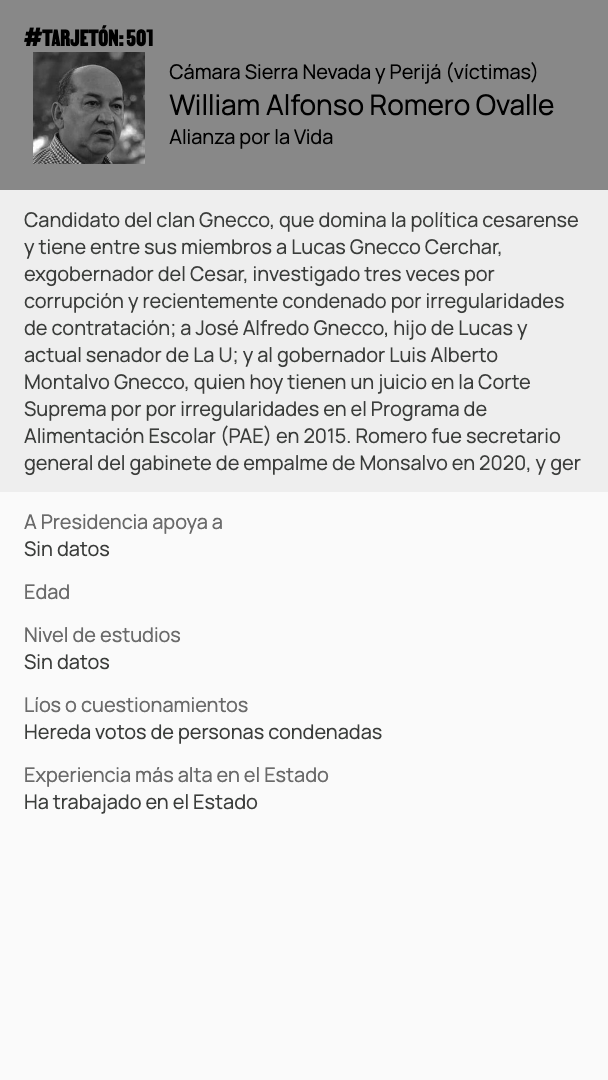 #TARJETÓN: 501
Cámara Sierra Nevada y Perijá (víctimas)
William Alfonso Romero Ovalle
Alianza por la Vida
Candidato del clan Gnecco, que domina la política cesarense
y tiene entre sus miembros a Lucas Gnecco Cerchar,
exgobernador del Cesar, investigado tres veces por
corrupción y recientemente condenado por irregularidades
de contratación; a José Alfredo Gnecco, hijo de Lucas y
actual senador de La U; y al gobernador Luis Alberto
Montalvo Gnecco, quien hoy tienen un juicio en la Corte
Suprema por por irregularidades en el Programa de
Alimentación Escolar (PAE) en 2015. Romero fue secretario
general del gabinete de empalme de Monsalvo en 2020, y ger
A Presidencia apoya a
Sin datos
Edad
Nivel de estudios
Sin datos
Líos o cuestionamientos
Hereda votos de personas condenadas
Experiencia más alta en el Estado
Ha trabajado en el Estado